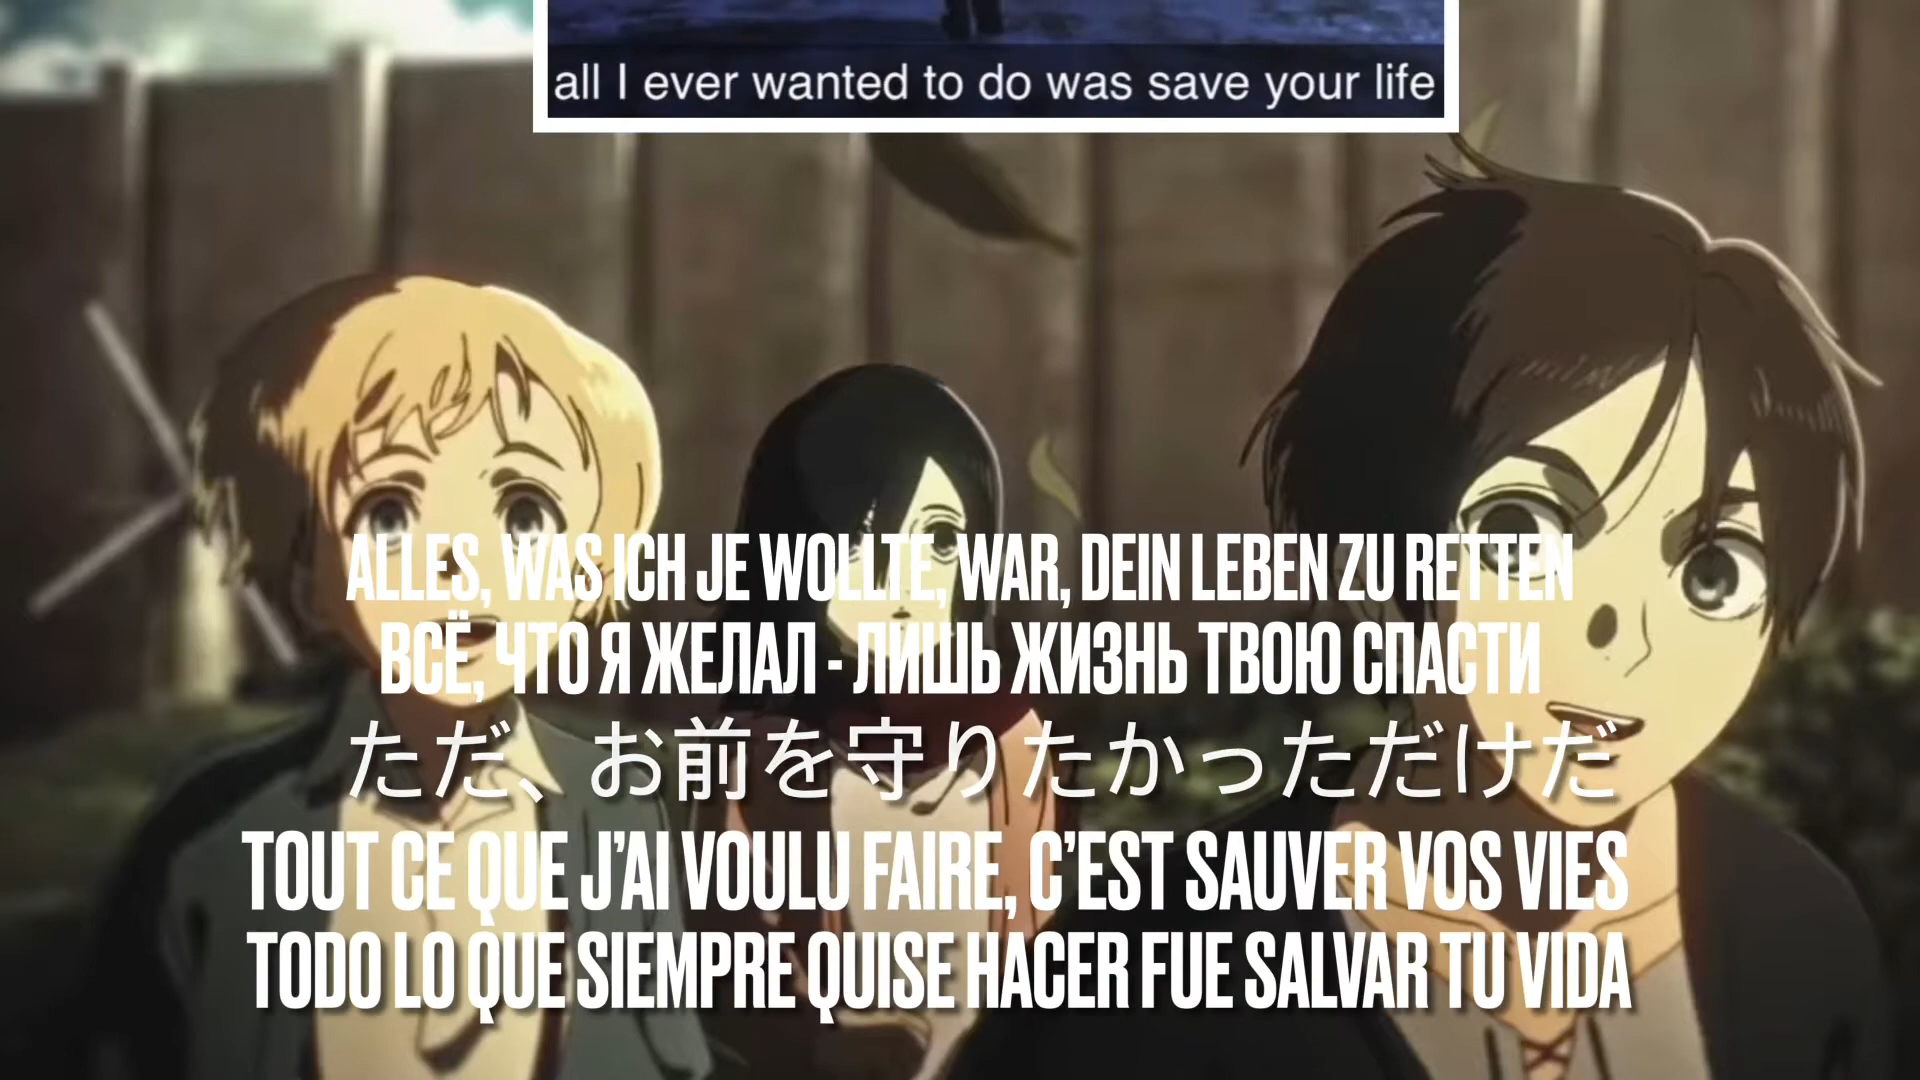 all I ever wanted to do was save your life
ALLES, WAS ICH JE WOLLTE, WAR, DEIN LEBEN ZU RETTEN
ВСЁ, ЧТО Я ЖЕЛАЛ - ЛИШЬ ЖИЗНЬ ТВОЮ СПАСТИ
ただ、お前を守りたかっただけだ
TOUT CE QUE J'AI VOULU FAIRE, C'EST SAUVER VOS VIES
TODO LO QUE SIEMPRE QUISE HACER FUE SALVAR TU VIDA